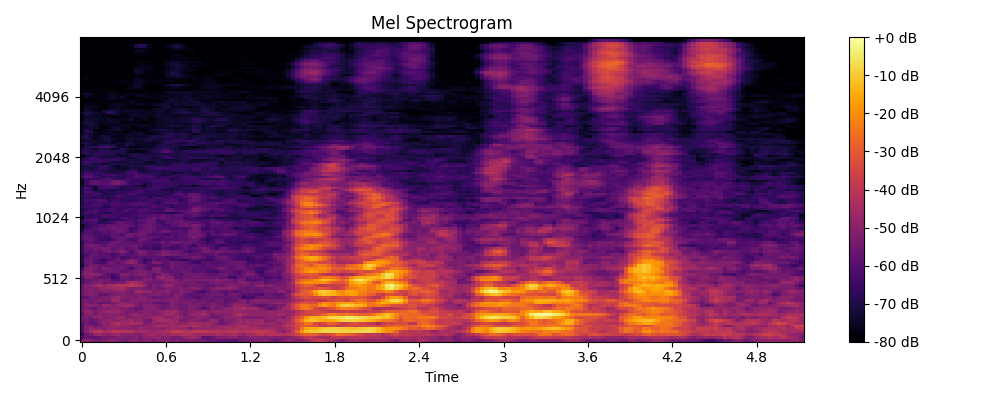 Mel Spectrogram
+0 dB
-10 dB
-20 dB
-30 dB
-40 dB
-50 dB
-60 dB
-70 dB
-80 dB
4096
2048
1024
512
0
Hz
0 0.6 1.2 1.8 2.4 3 3.6 4.2 4.8
Time